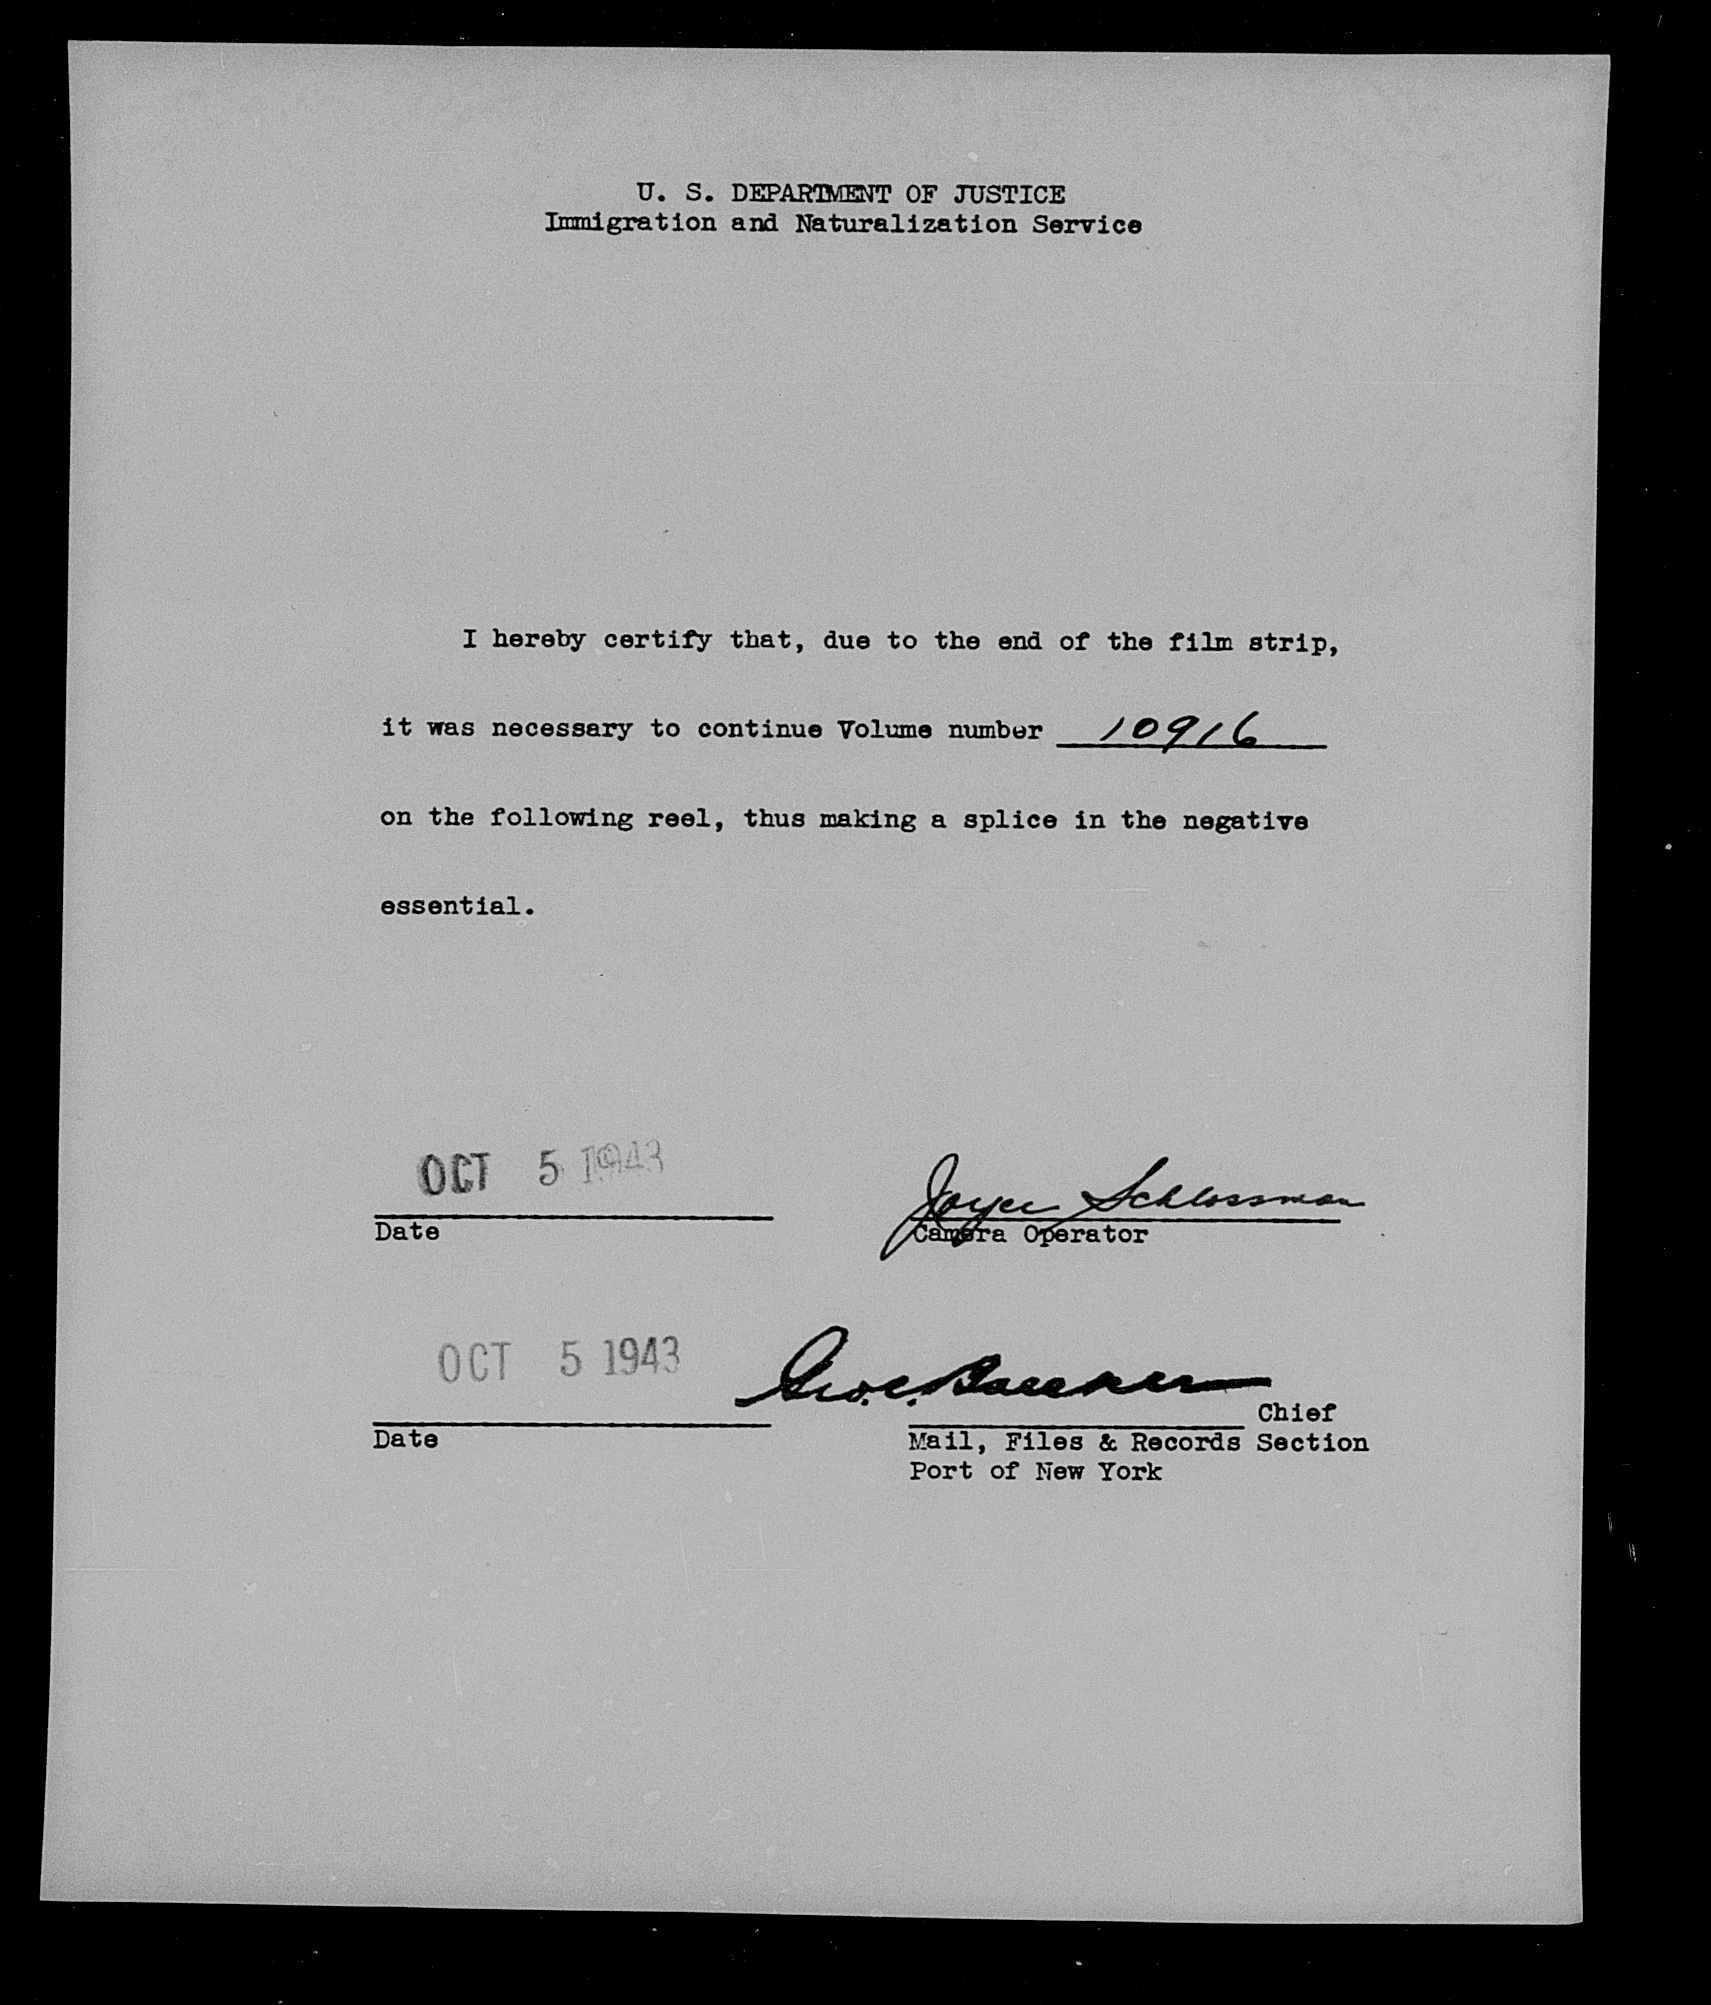 U. S. DEPARTMENT OF JUSTICE
Immigration and Naturalization Service
I hereby certify that, due to the end of the film strip,
it was necessary to continue Volume number 10916
on the following reel, thus making a splice in the negative
essential.
OCT 5 1943
Joyce Schlossman
Date
Camera Operator
OCT 5 1943
Geo. C.
Chief
Date
Mail, Files & Records Section
Port of New York